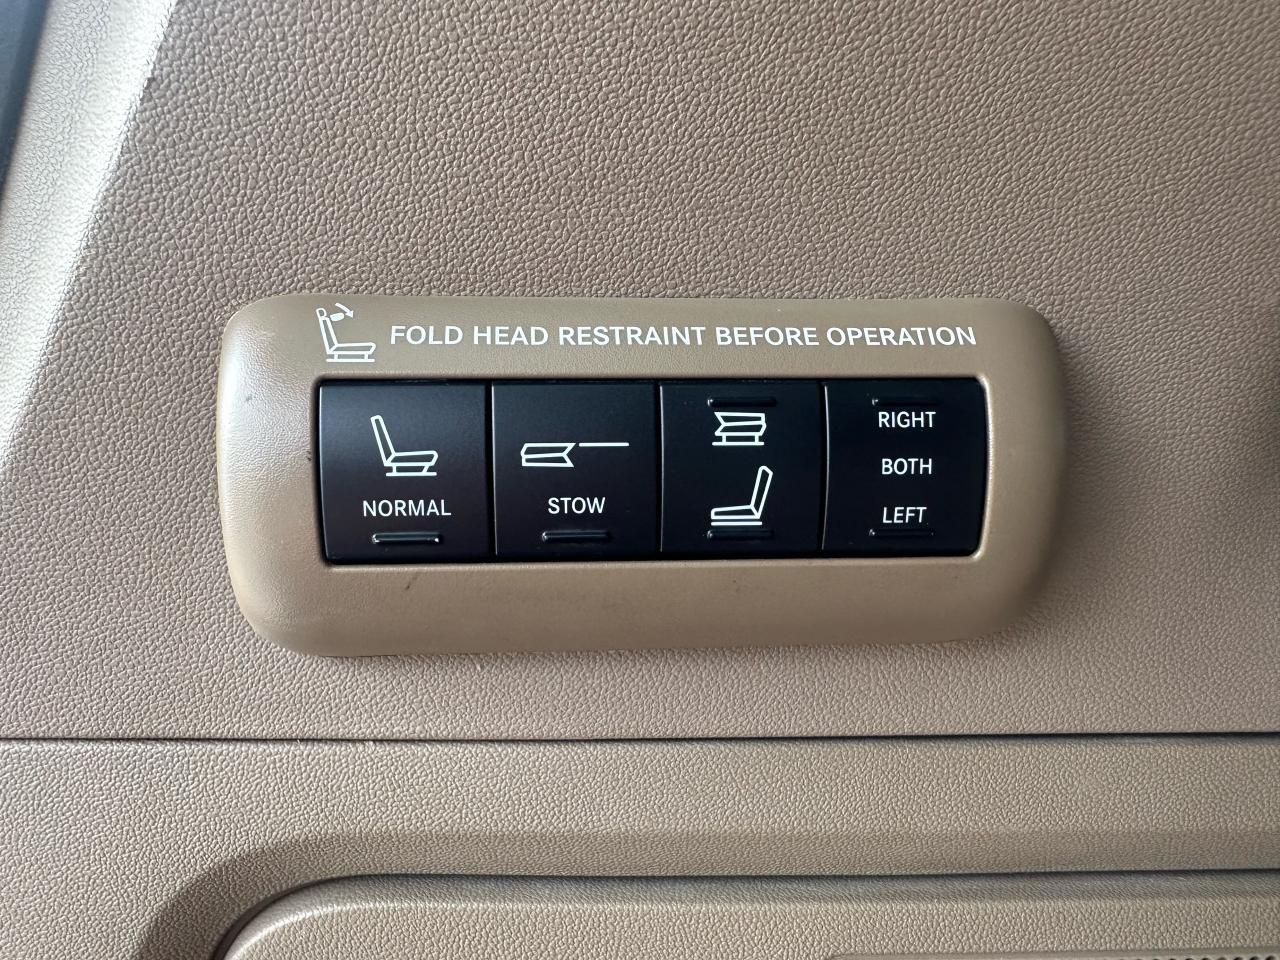 FOLD HEAD RESTRAINT BEFORE OPERATION
NORMAL
STOW
RIGHT
BOTH
LEFT